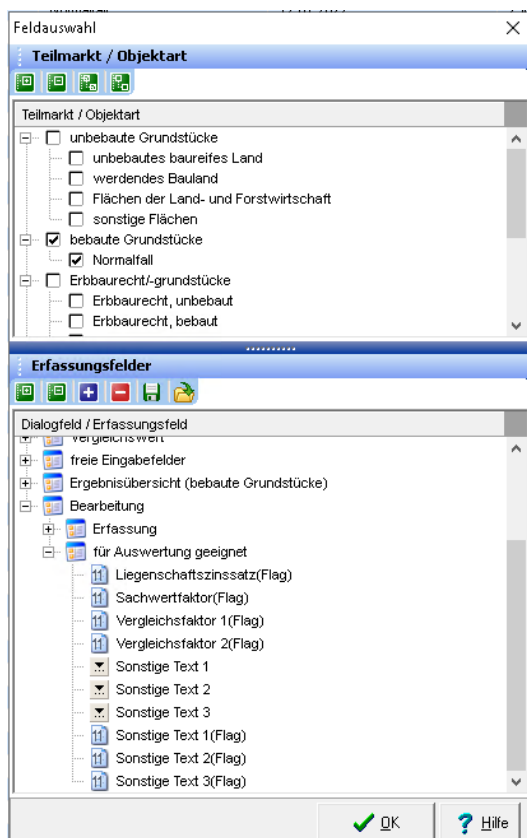 Feldauswahl
Teilmarkt / Objektart
Teilmarkt / Objektart
unbebaute Grundstücke
unbebautes baureifes Land
werdendes Bauland
Flächen der Land- und Forstwirtschaft
sonstige Flächen
bebaute Grundstücke
Normalfall
Erbbaurecht/-grundstücke
Erbbaurecht, unbebaut
Erbbaurecht, bebaut
Erfassungsfelder
Dialogfeld / Erfassungsfeld
Vergleichswert
freie Eingabefelder
Ergebnisübersicht (bebaute Grundstücke)
Bearbeitung
Erfassung
für Auswertung geeignet
Liegenschaftszinssatz(Flag)
Sachwertfaktor(Flag)
Vergleichsfaktor 1(Flag)
Vergleichsfaktor 2(Flag)
Sonstige Text 1
Sonstige Text 2
Sonstige Text 3
Sonstige Text 1(Flag)
Sonstige Text 2(Flag)
Sonstige Text 3(Flag)
OK
Hilfe